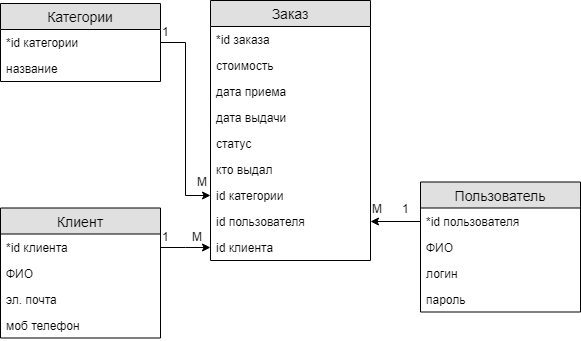 Категории
*id категории
название
1
Заказ
*id заказа
стоимость
дата приема
дата выдачи
статус
кто выдал
id категории
id пользователя
id клиента
M
Клиент
*id клиента
ФИО
эл. почта
моб телефон
1
M
Пользователь
*id пользователя
ФИО
логин
пароль
M
1